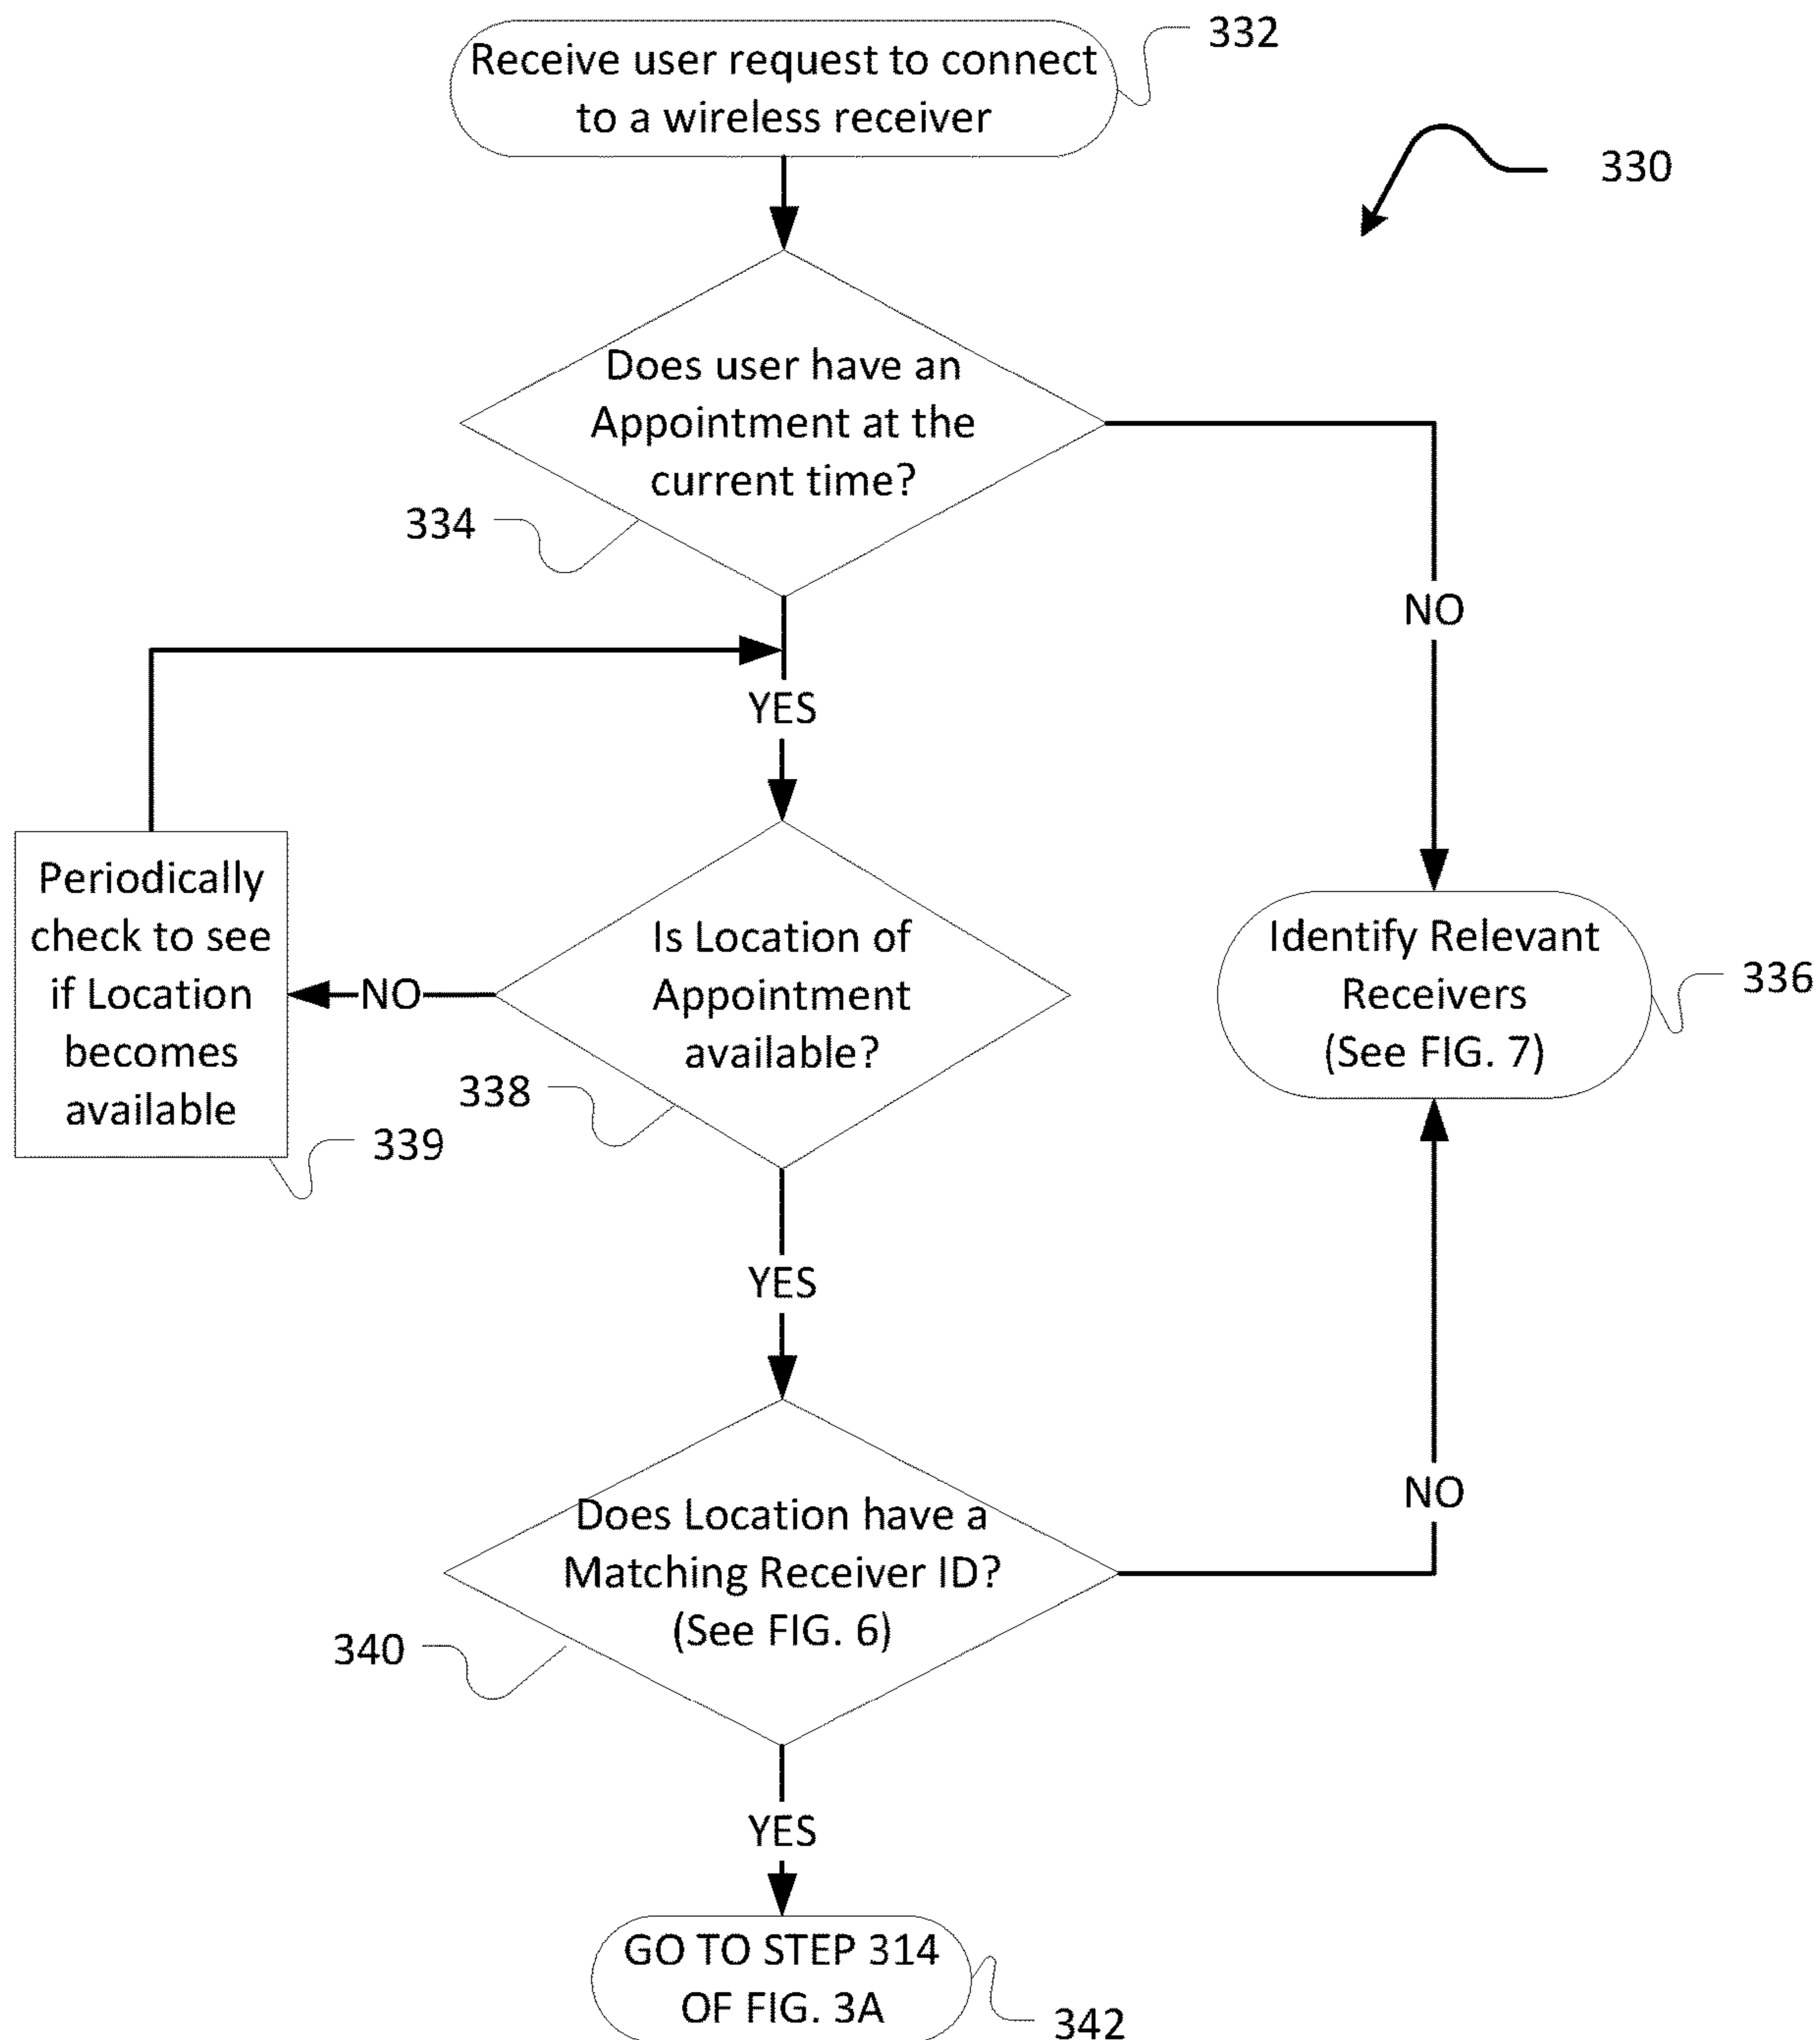 Receive user request to connect
to a wireless receiver
332
330
Does user have an
Appointment at the
current time?
334
NO
YES
Periodically
check to see
if Location
becomes
available
339
NO
Is Location of
Appointment
available?
338
Identify Relevant
Receivers
(See FIG. 7)
336
YES
Does Location have a
Matching Receiver ID?
(See FIG. 6)
340
NO
YES
GO TO STEP 314
OF FIG. 3A
342